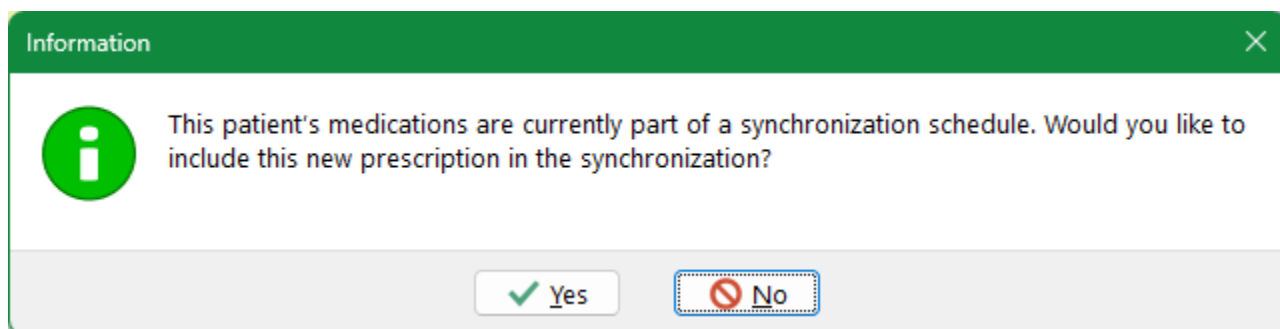 Information
This patient's medications are currently part of a synchronization schedule. Would you like to
include this new prescription in the synchronization?
Yes
No